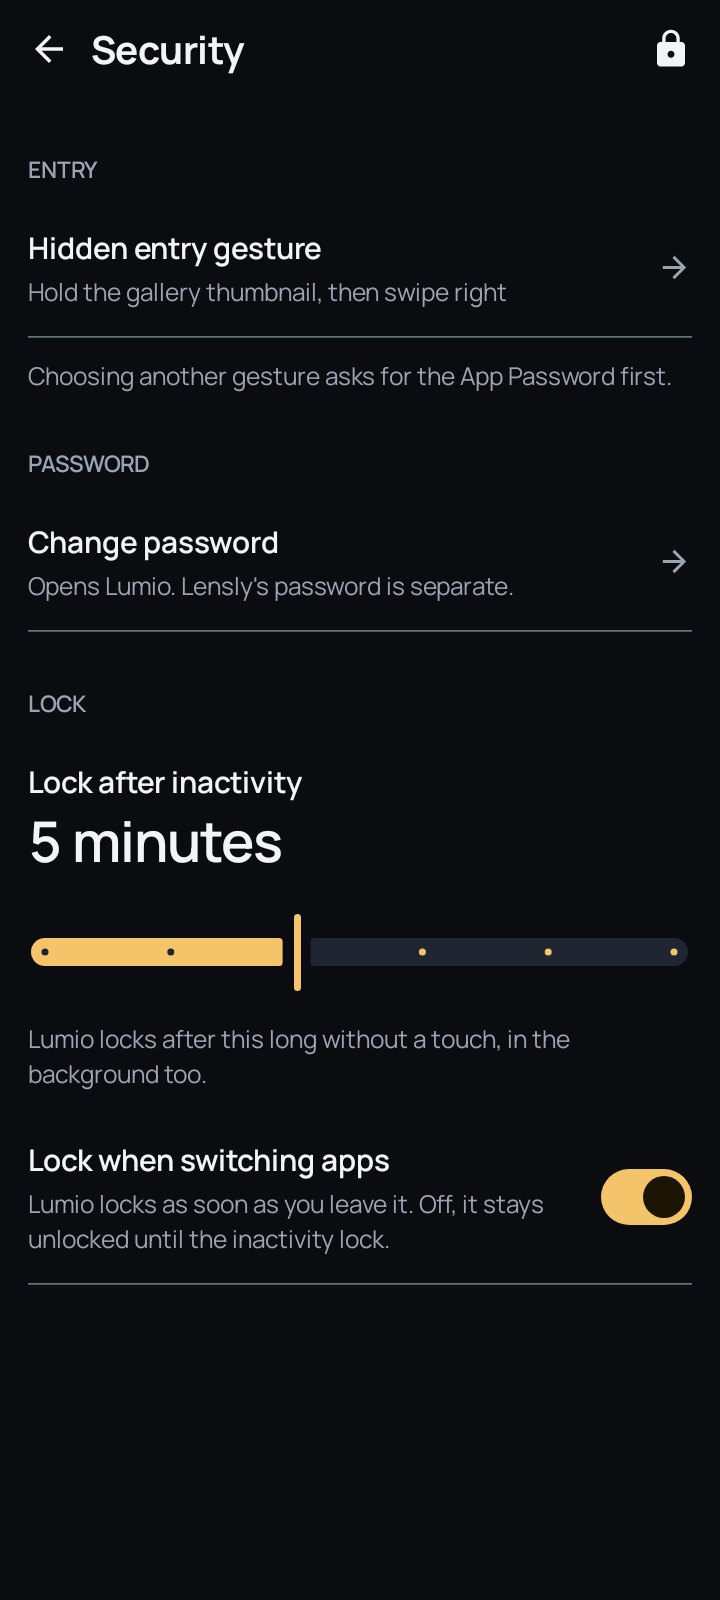 Security
ENTRY
Hidden entry gesture
Hold the gallery thumbnail, then swipe right
Choosing another gesture asks for the App Password first.
PASSWORD
Change password
Opens Lumio. Lensly's password is separate.
LOCK
Lock after inactivity
5 minutes
Lumio locks after this long without a touch, in the
background too.
Lock when switching apps
Lumio locks as soon as you leave it. Off, it stays
unlocked until the inactivity lock.